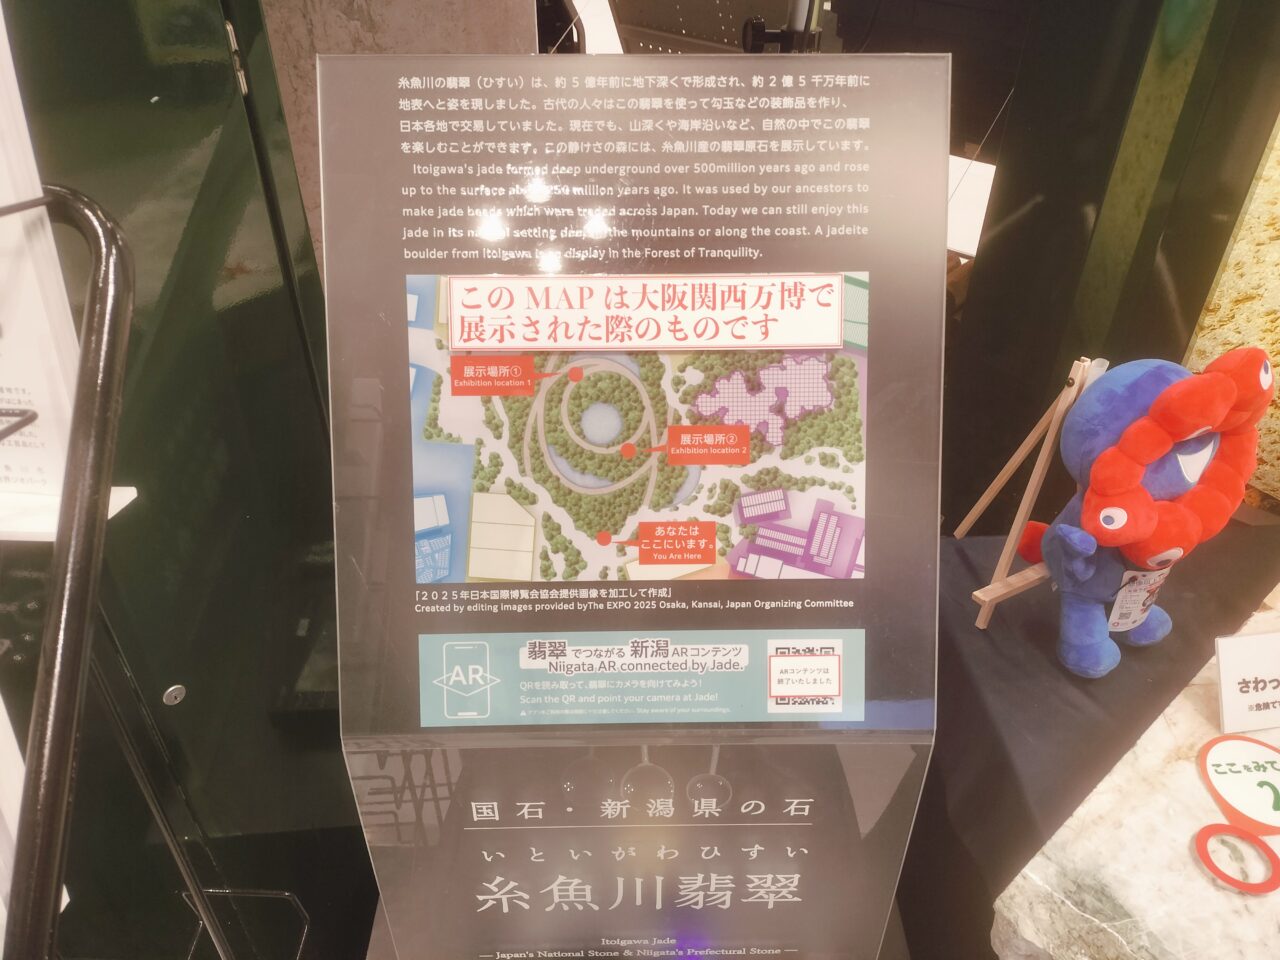 糸魚川の翡翠（ひすい）は、約５億年前に地下深くで形成され、約２億５千万年前に
地表へと姿を現しました。古代の人々はこの翡翠を使って勾玉などの装飾品を作り、
日本各地で交易していました。現在でも、山深くや海岸沿いなど、自然の中でこの翡翠
を楽しむことができます。この静けさの森には、糸魚川産の翡翠原石を展示しています。
Itoigawa's jade formed deep underground over 500million years ago and rose
up to the surface 250 million years ago. It was used by our ancestors to
make jade beads which were traded across Japan. Today we can still enjoy this
jade in its setting the mountains or along the coast. A jadeite
boulder from Itoigawa display in the Forest of Tranquility.
このMAPは大阪関西万博で
展示された際のものです
展示場所①
Exhibition location 1
展示場所②
Exhibition location 2
あなたは
ここにいます。
You Are Here
「２０２５年日本国際博覧会協会提供画像を加工して作成」
Created by editing images provided byThe EXPO 2025 Osaka, Kansai, Japan Organizing Committee
AR
翡翠でつながる新潟ARコンテンツ
Niigata AR connected by Jade.
QRを読み取って、翡翠にカメラを向けてみよう!
Scan the QR and point your camera at Jade!
Stay aware of your surroundings.
ARコンテンツは
終了いたしました
国石・新潟県の石
いといがわひすい
糸魚川翡翠
Itoigawa Jade
— Japan's National Stone & Niigata's Prefectural Stone —
さわっ
※危険で
ここをみて